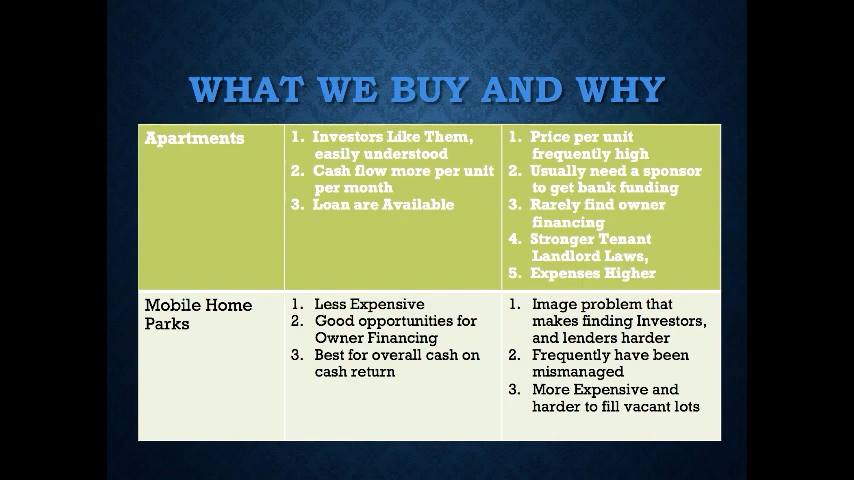 WHAT WE BUY AND WHY
Apartments
1. Investors Like Them,
easily understood
2. Cash flow more per unit
per month
3. Loan are Available
1. Price per unit
frequently high
2. Usually need a sponsor
to get bank funding
3. Rarely find owner
financing
4. Stronger Tenant
Landlord Laws,
5. Expenses Higher
Mobile Home
Parks
1. Less Expensive
2. Good opportunities for
Owner Financing
3. Best for overall cash on
cash return
1. Image problem that
makes finding Investors,
and lenders harder
2. Frequently have been
mismanaged
3. More Expensive and
harder to fill vacant lots